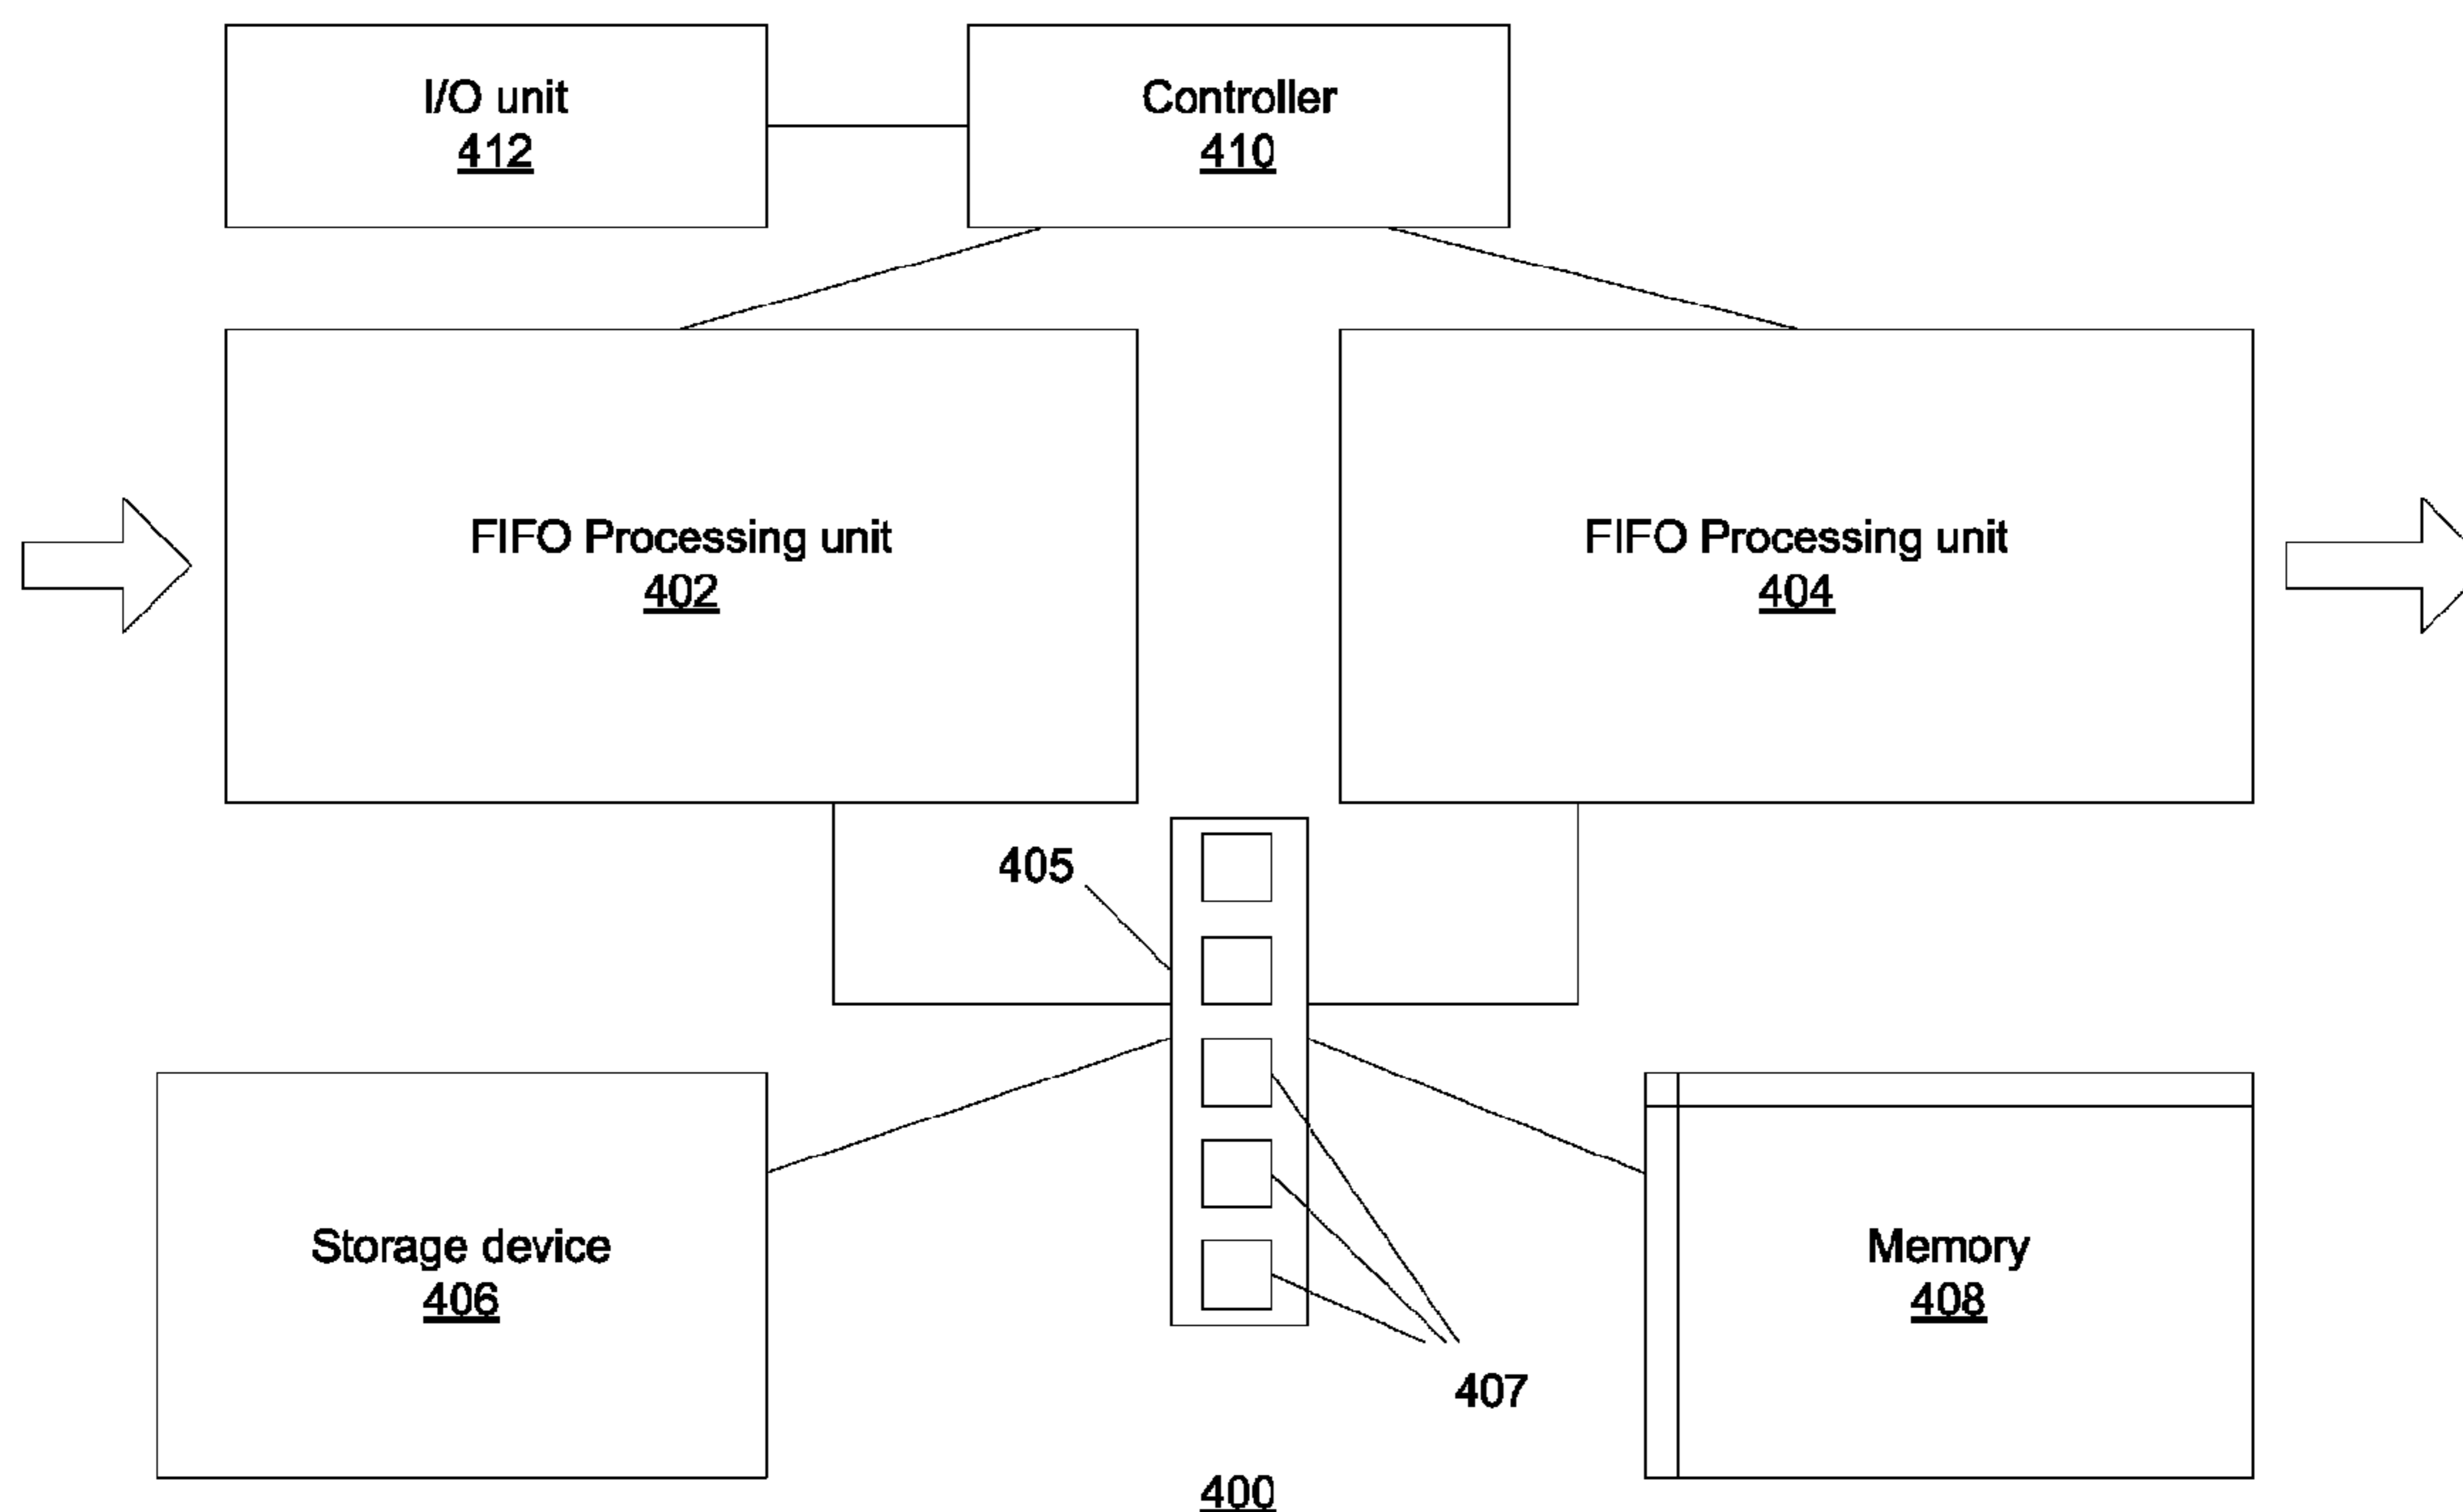 I/O unit
412
Controller
410
FIFO Processing unit
402
FIFO Processing unit
404
405
Storage device
406
Memory
408
407
400